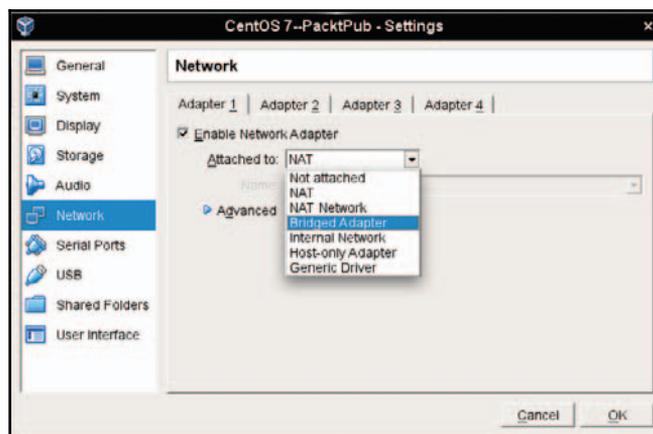 CentOS 7--PacktPub - Settings
General
System
Display
Storage
Audio
Network
Serial Ports
USB
Shared Folders
User Interface
Network
Adapter 1 | Adapter 2 | Adapter 3 | Adapter 4
Enable Network Adapter
Attached to: NAT
Name:
Advanced
Not attached
NAT
NAT Network
Bridged Adapter
Internal Network
Host-only Adapter
Generic Driver
Cancel OK